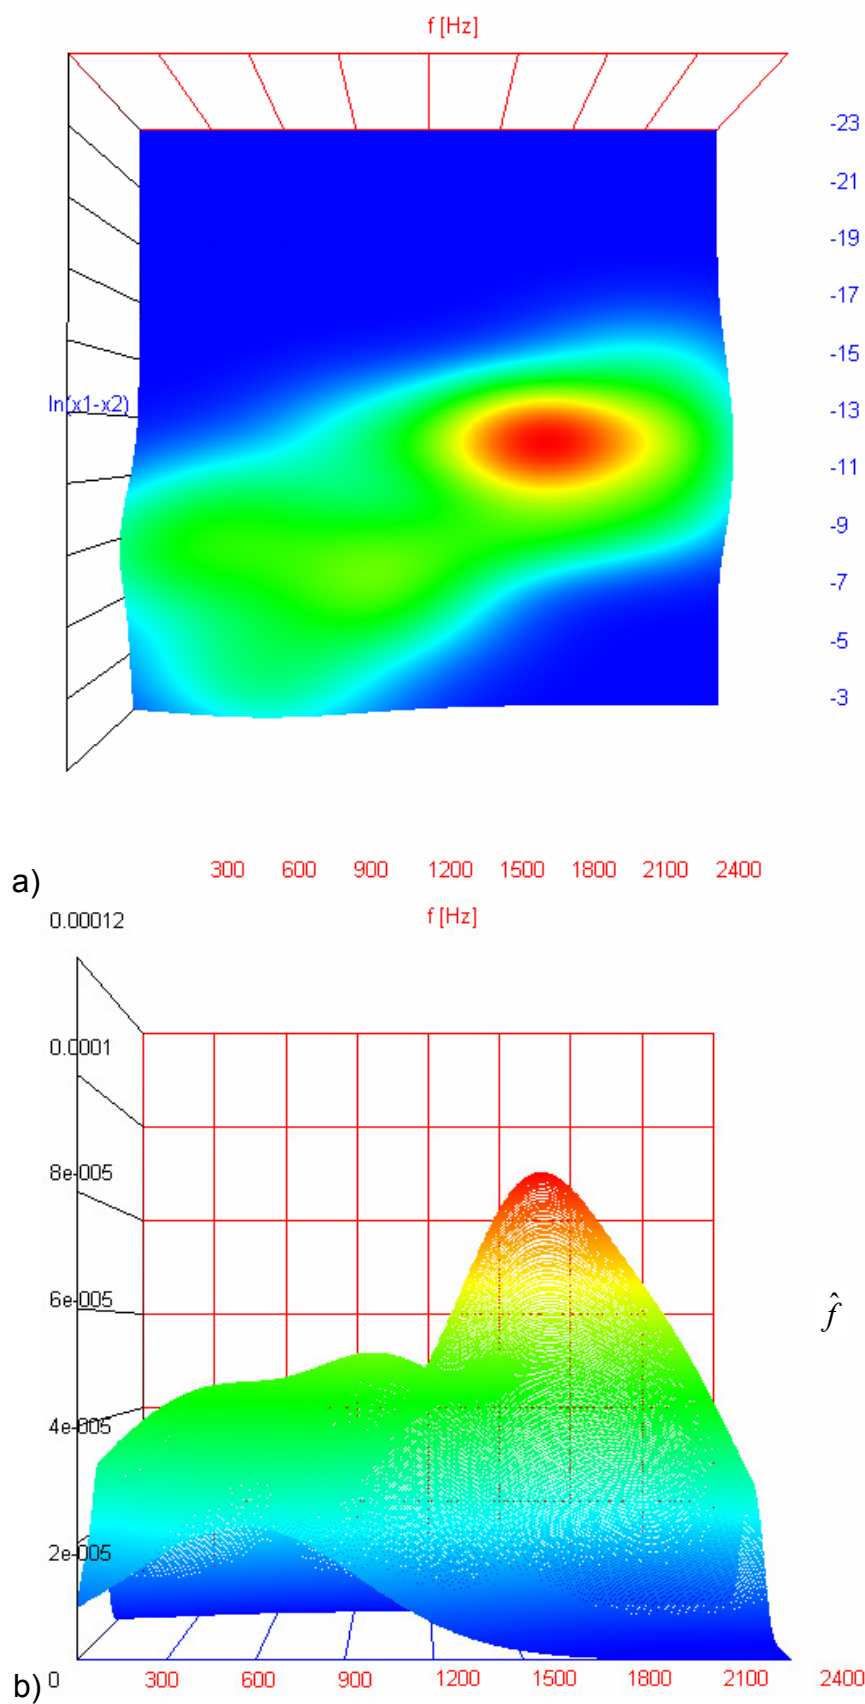 f [Hz]
-23
-21
-19
-17
-15
ln(x1-x2)
-13
-11
-9
-7
-5
-3
a) 300 600 900 1200 1500 1800 2100 2400
0.00012
f [Hz]
0.0001
8e-005
6e-005
f̂
4e-005
2e-005
b) 0 300 600 900 1200 1500 1800 2100 2400